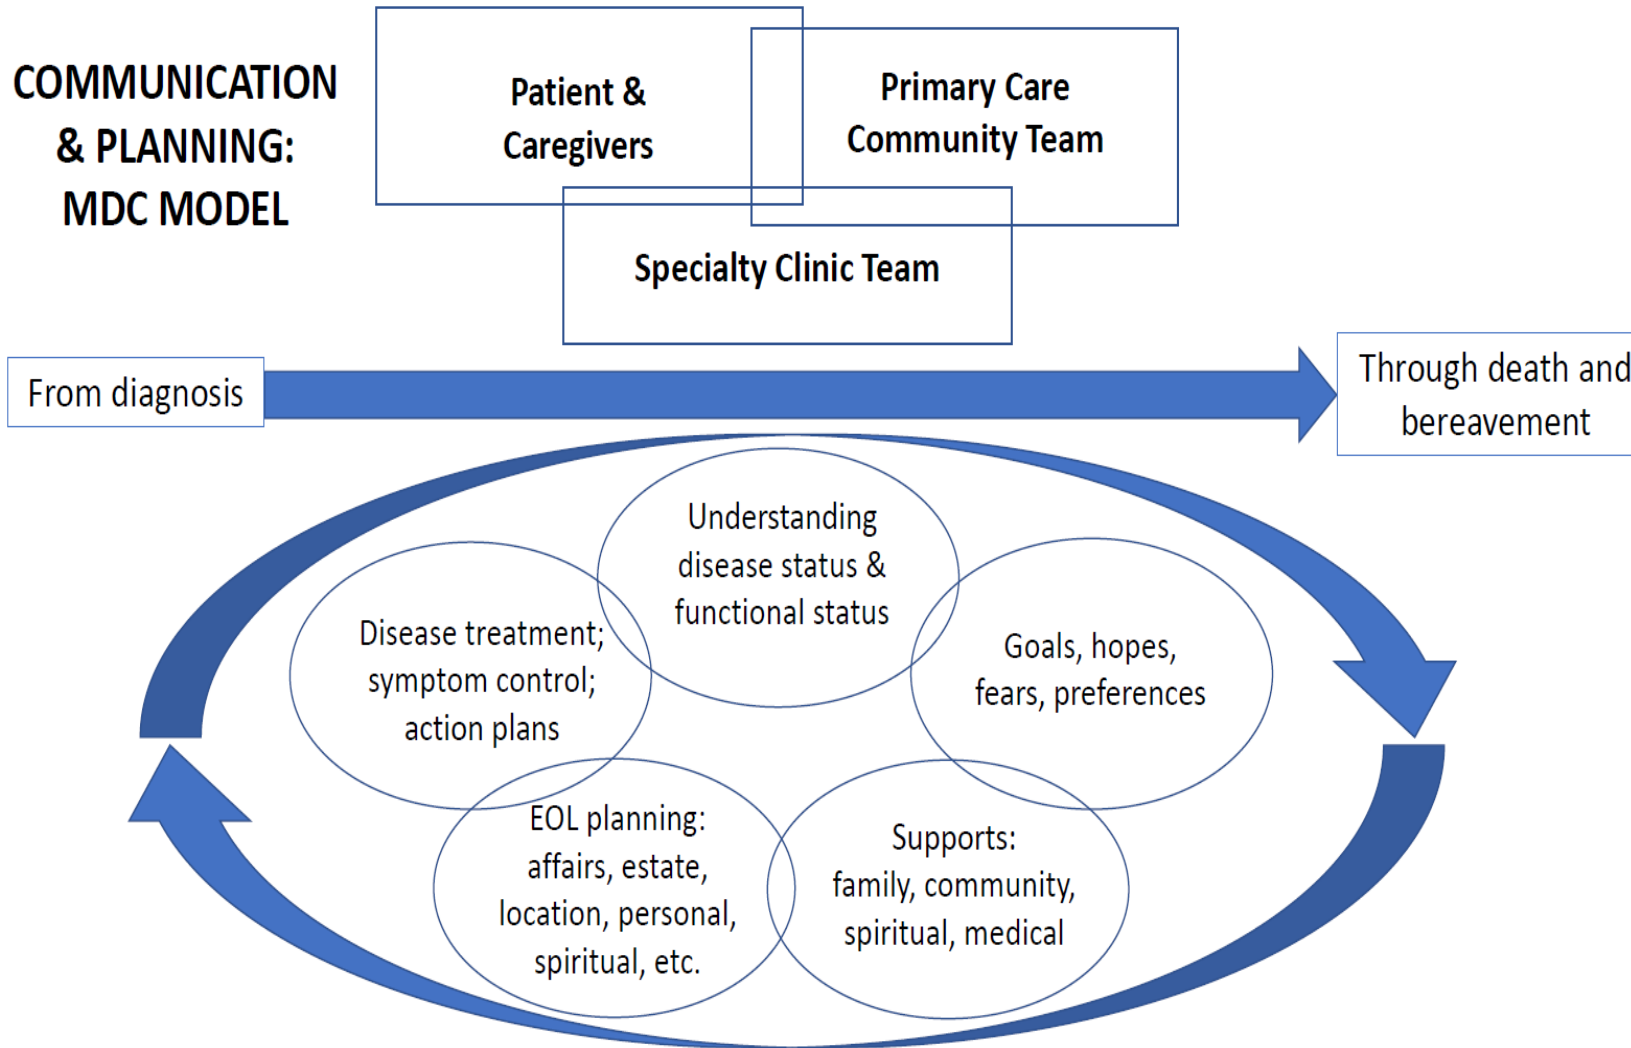 COMMUNICATION
& PLANNING:
MDC MODEL
Patient &
Caregivers
Primary Care
Community Team
Specialty Clinic Team
From diagnosis
Through death and
bereavement
Understanding
disease status &
functional status
Disease treatment;
symptom control;
action plans
Goals, hopes,
fears, preferences
EOL planning:
affairs, estate,
location, personal,
spiritual, etc.
Supports:
family, community,
spiritual, medical